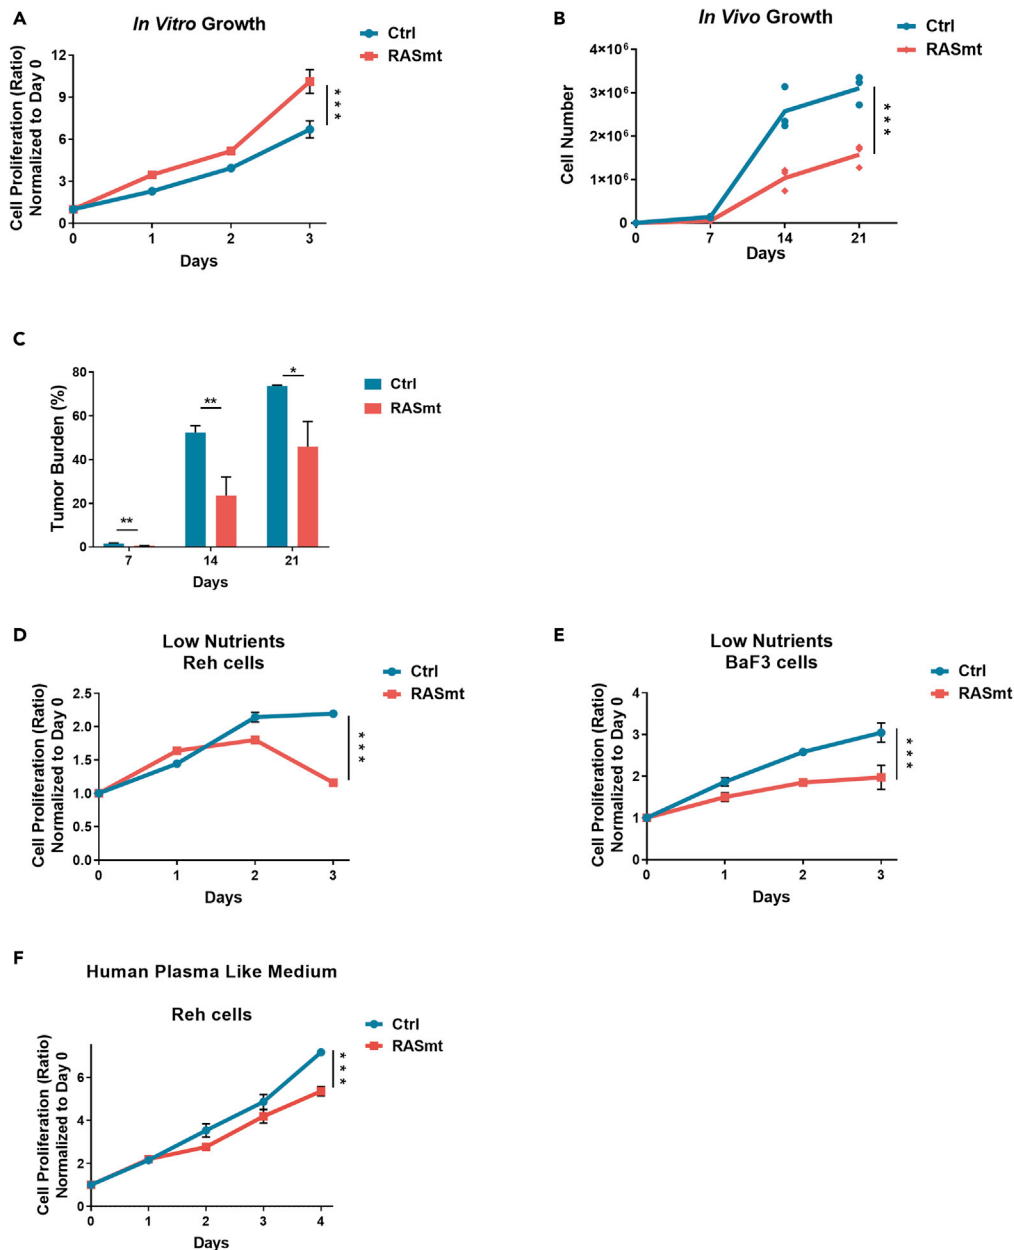 A
In Vitro Growth
Ctrl
RASmt
Cell Proliferation (Ratio)
Normalized to Day 0
12
9
6
3
0
***
0 1 2 3
Days
B
In Vivo Growth
Ctrl
RASmt
Cell Number
4×10⁶
3×10⁶
2×10⁶
1×10⁶
0
***
0 7 14 21
Days
C
Ctrl
RASmt
Tumor Burden (%)
80
60
40
20
0
**
**
*
7 14 21
Days
D
Low Nutrients
Reh cells
Ctrl
RASmt
Cell Proliferation (Ratio)
Normalized to Day 0
2.5
2.0
1.5
1.0
0.5
0.0
***
0 1 2 3
Days
E
Low Nutrients
BaF3 cells
Ctrl
RASmt
Cell Proliferation (Ratio)
Normalized to Day 0
4
3
2
1
0
***
0 1 2 3
Days
F
Human Plasma Like Medium
Reh cells
Ctrl
RASmt
Cell Proliferation (Ratio)
Normalized to Day 0
6
4
2
0
***
0 1 2 3 4
Days